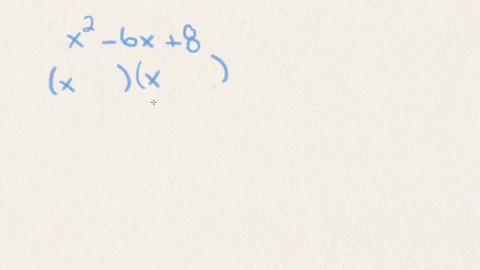 x² -6x +8
(x    )(x    )